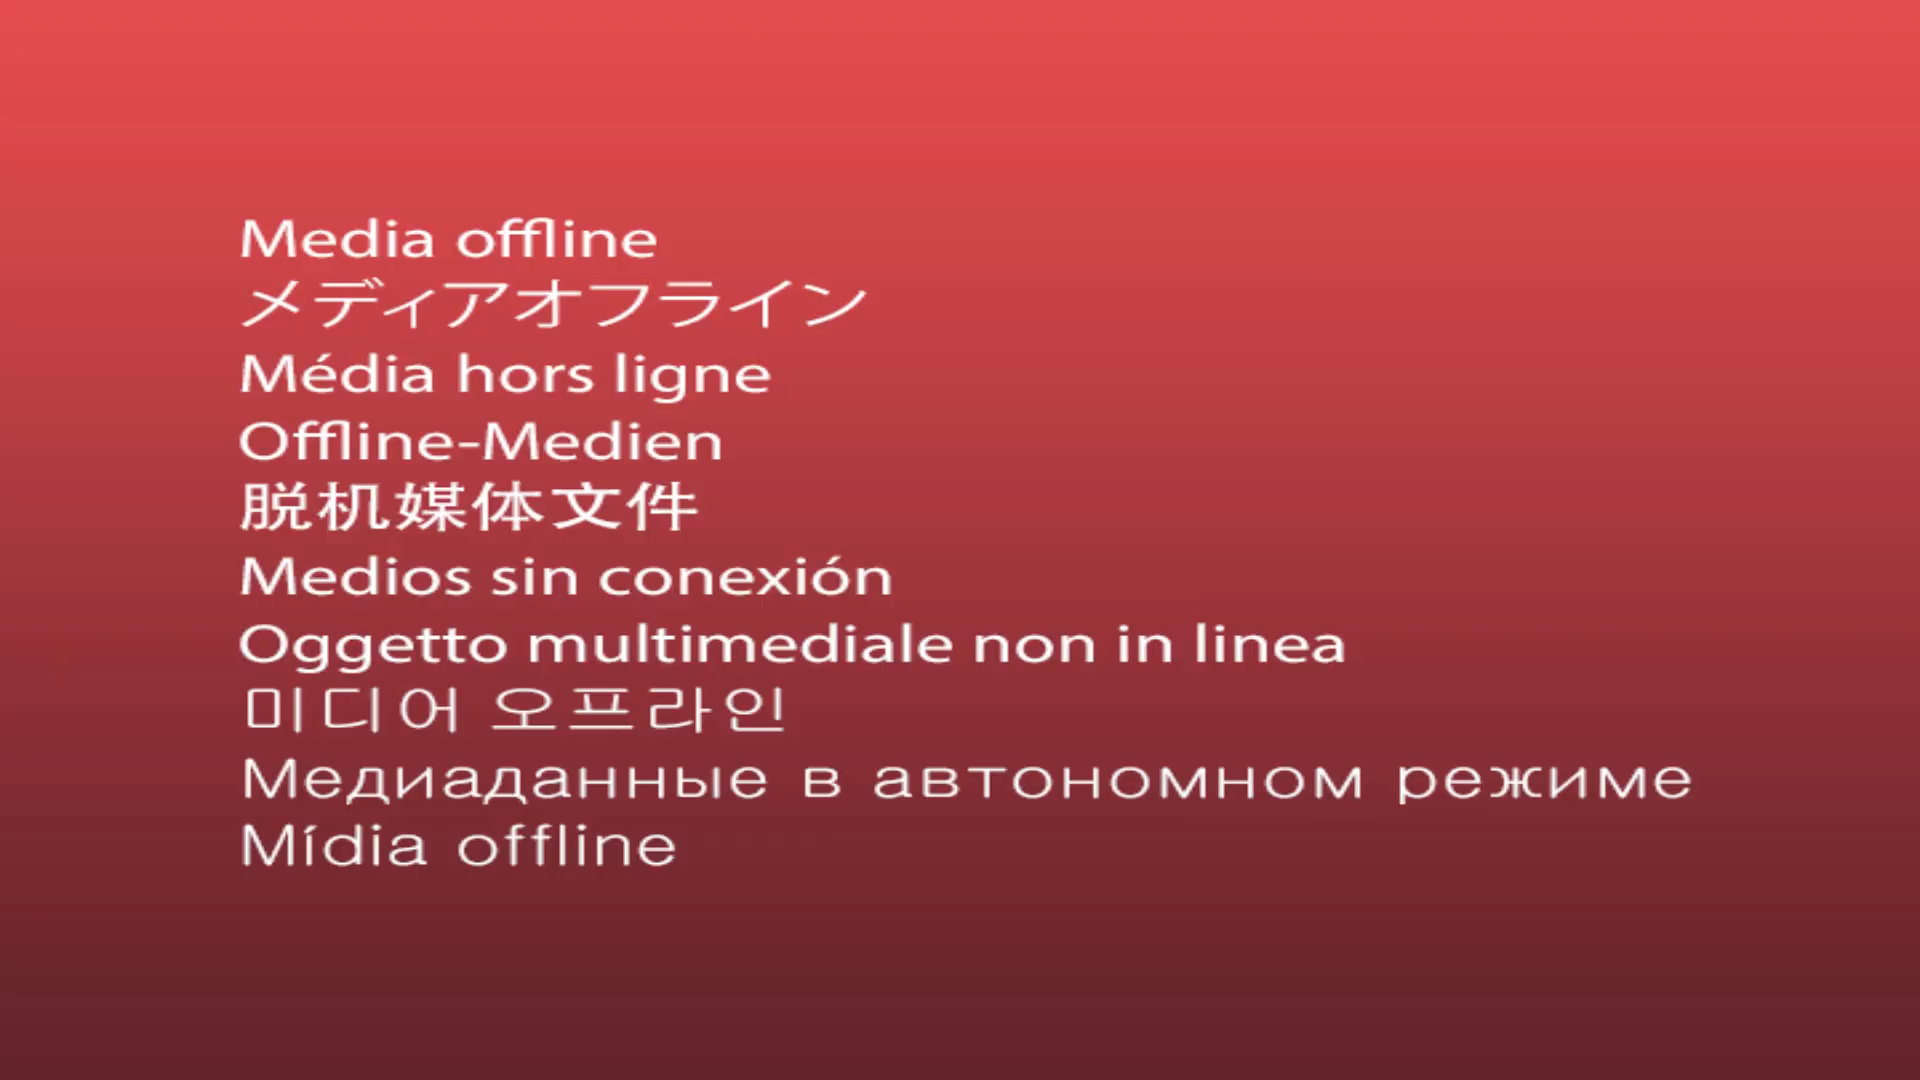 Media offline
メディアオフライン
Média hors ligne
Offline-Medien
脱机媒体文件
Medios sin conexión
Oggetto multimediale non in linea
미디어 오프라인
Медиаданные в автономном режиме
Mídia offline